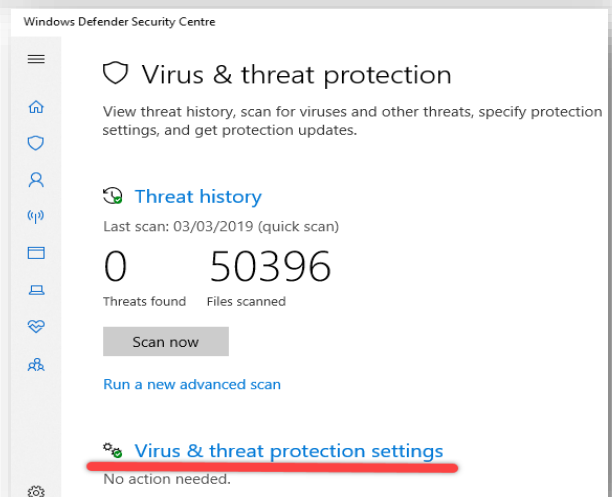 Windows Defender Security Centre
Virus & threat protection
View threat history, scan for viruses and other threats, specify protection
settings, and get protection updates.
Threat history
Last scan: 03/03/2019 (quick scan)
0 50396
Threats found Files scanned
Scan now
Run a new advanced scan
Virus & threat protection settings
No action needed.